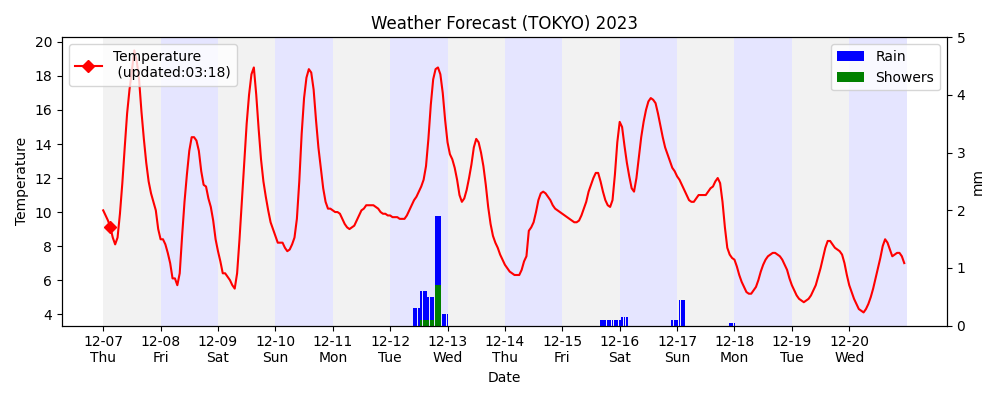 Weather Forecast (TOKYO) 2023
Temperature
(updated:03:18)
Rain
Showers
Temperature
20
18
16
14
12
10
8
6
4
5
4
3
2
1
0
mm
12-07 12-08 12-09 12-10 12-11 12-12 12-13 12-14 12-15 12-16 12-17 12-18 12-19 12-20
Thu Fri Sat Sun Mon Tue Wed Thu Fri Sat Sun Mon Tue Wed
Date